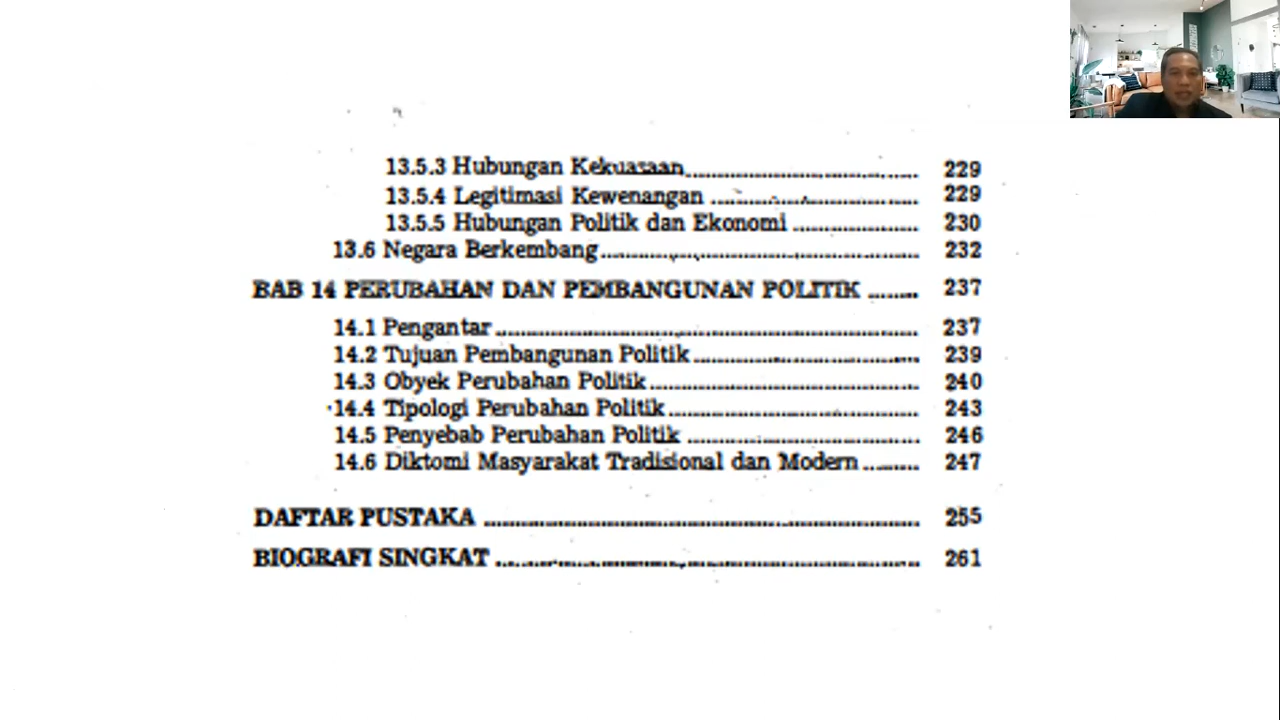 13.5.3 Hubungan Kekuasaan........................................ 229
13.5.4 Legitimasi Kewenangan .................................... 229
13.5.5 Hubungan Politik dan Ekonomi ...................... 230
13.6 Negara Berkembang...................................................... 232
BAB 14 PERUBAHAN DAN PEMBANGUNAN POLITIK ........ 237
14.1 Pengantar ....................................................................... 237
14.2 Tujuan Pembangunan Politik ....................................... 239
14.3 Obyek Perubahan Politik .............................................. 240
14.4 Tipologi Perubahan Politik ........................................... 243
14.5 Penyebab Perubahan Politik ........................................ 246
14.6 Diktomi Masyarakat Tradisional dan Modern ......... 247
DAFTAR PUSTAKA ..................................................................... 255
BIOGRAFI SINGKAT ................................................................... 261